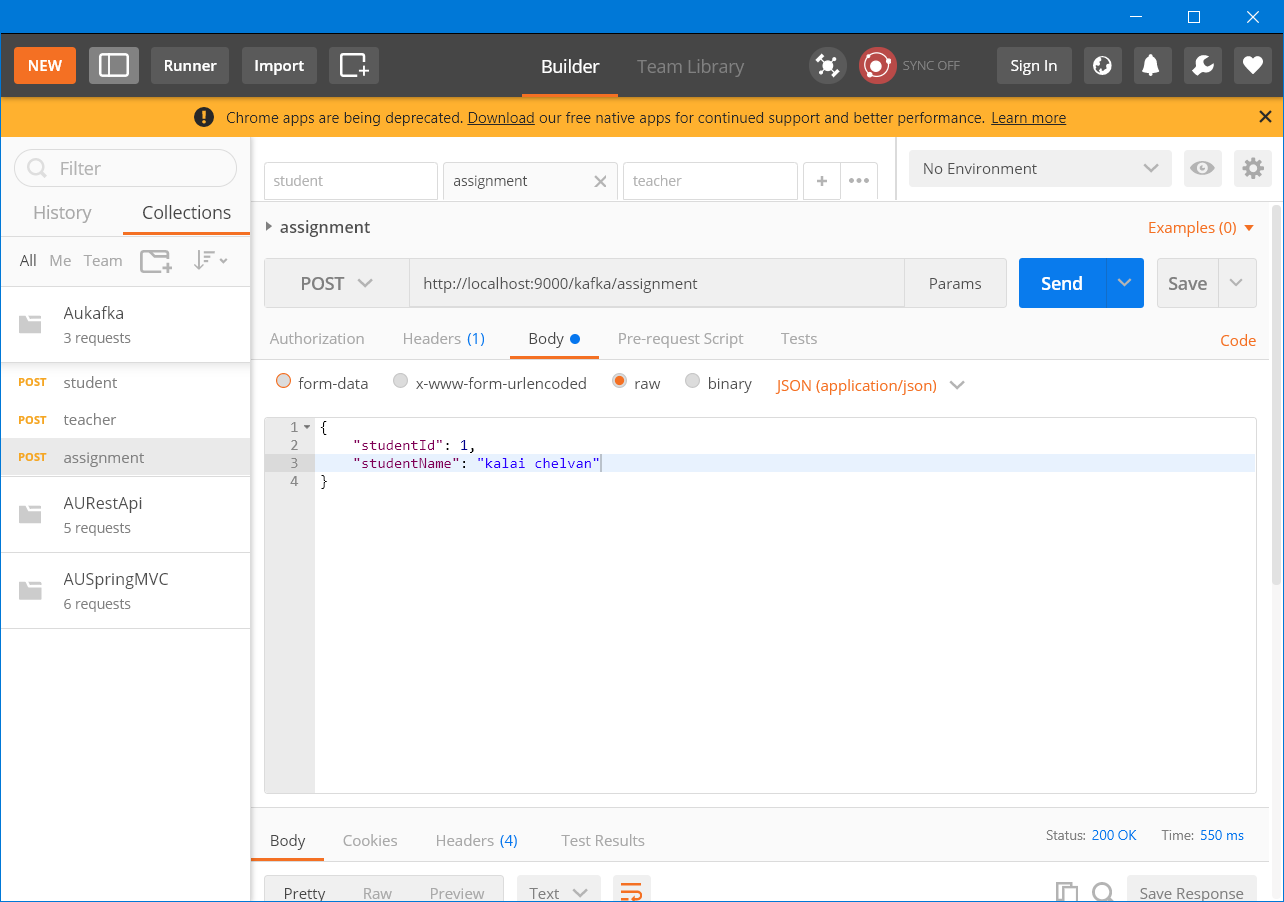 NEW Runner Import Builder Team Library SYNC OFF Sign In
Chrome apps are being deprecated. Download our free native apps for continued support and better performance. Learn more
Filter
History Collections
All Me Team
Aukafka
3 requests
POST student
POST teacher
POST assignment
AURestApi
5 requests
AUSpringMVC
6 requests
student assignment teacher + ••• No Environment
assignment Examples (0)
POST http://localhost:9000/kafka/assignment Params Send Save
Authorization Headers (1) Body Pre-request Script Tests Code
form-data x-www-form-urlencoded raw binary JSON (application/json)
1 {
2 "studentId": 1,
3 "studentName": "kalai chelvan"
4 }
Body Cookies Headers (4) Test Results Status: 200 OK Time: 550 ms
Pretty Raw Preview Text Save Response